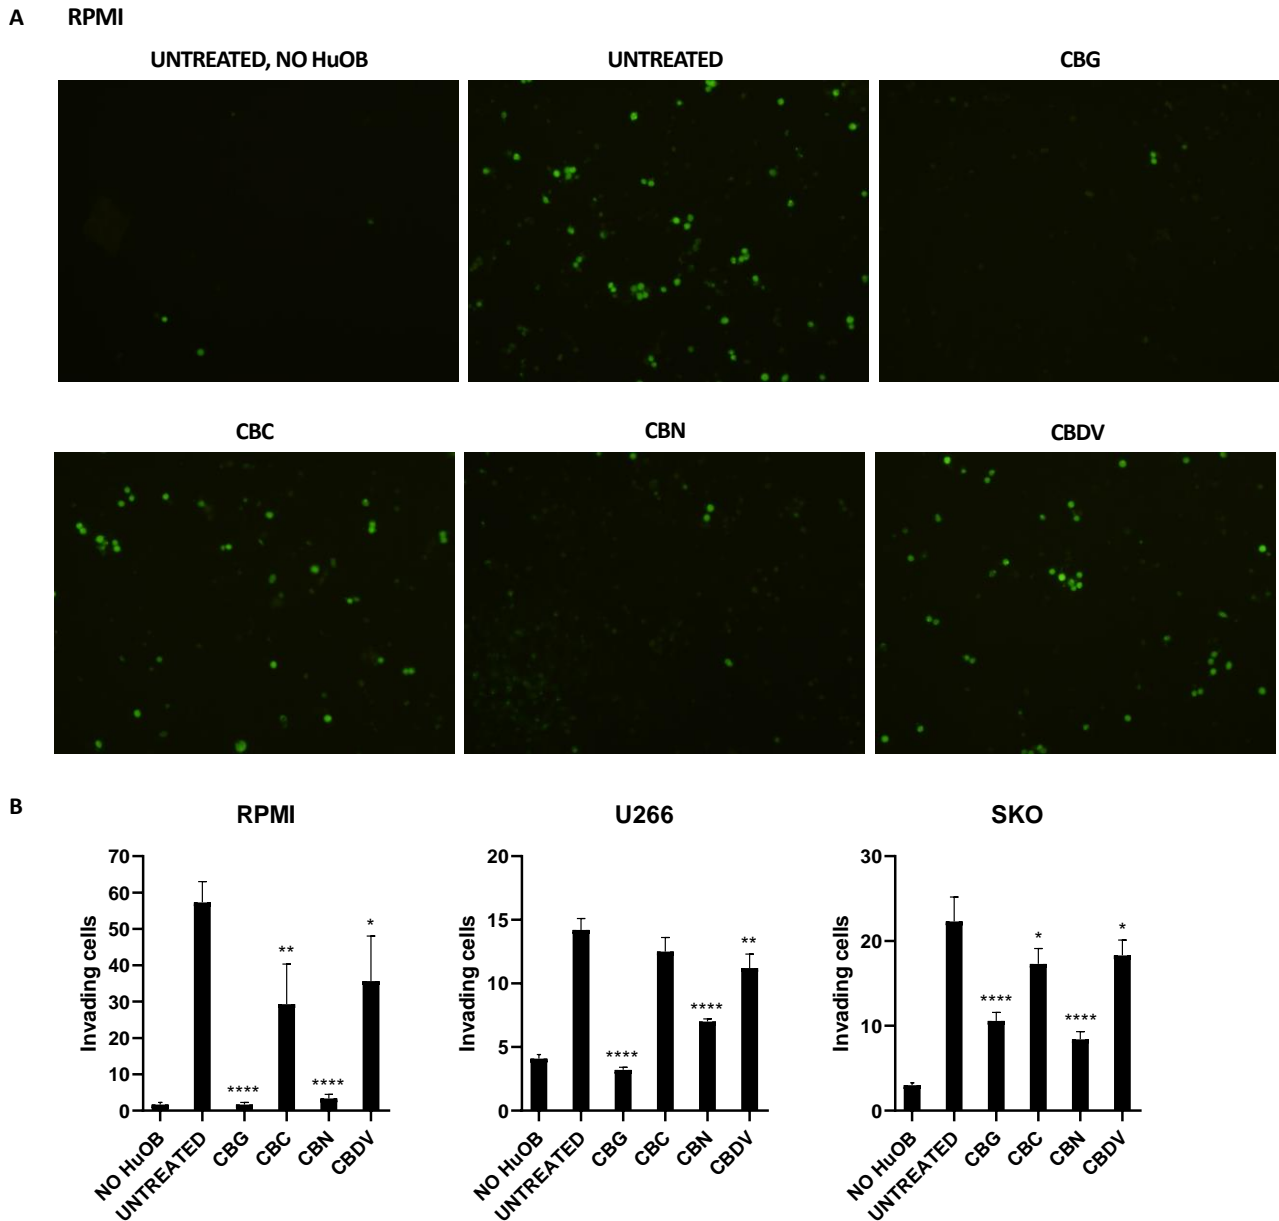 A RPMI
UNTREATED, NO HuOB
UNTREATED
CBG
CBC
CBN
CBDV
B
RPMI
Invading cells
70
60
50
40
30
20
10
0
****
**
****
*
NO HuOB
UNTREATED
CBG
CBC
CBN
CBDV
U266
Invading cells
20
15
10
5
0
****
****
**
NO HuOB
UNTREATED
CBG
CBC
CBN
CBDV
SKO
Invading cells
30
20
10
0
****
*
****
*
NO HuOB
UNTREATED
CBG
CBC
CBN
CBDV